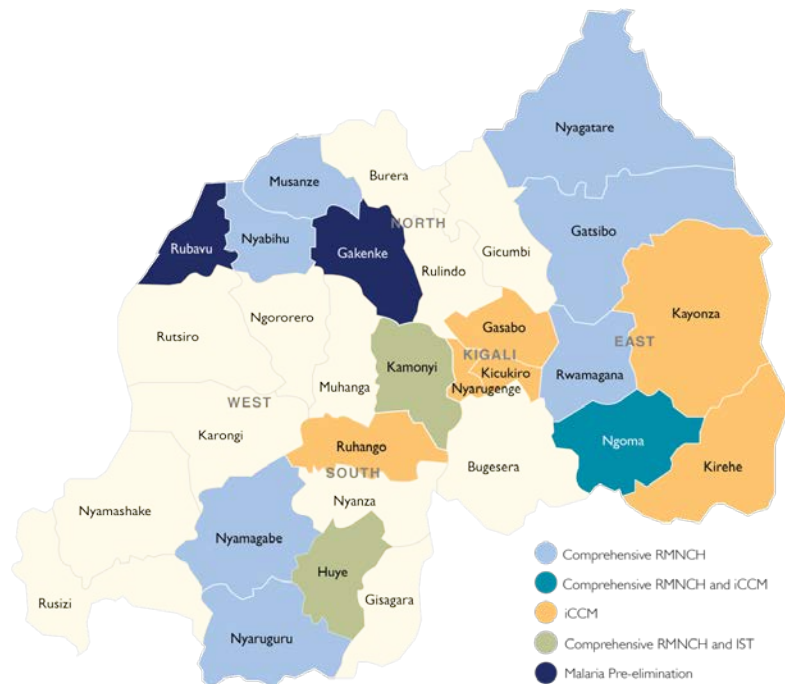 Nyagatare
Burera
Musanze
NORTH
Gatsibo
Rubavu
Nyabihu
Gakenke
Gicumbi
Rulindo
Kayonza
Ngororero
Gasabo
Rutsiro
EAST
KIGALI
Kamonyi
Kicukiro
Rwamagana
Muhanga
Nyarugenge
WEST
Karongi
Ruhango
Ngoma
Kirehe
SOUTH
Bugesera
Nyanza
Nyamashake
Nyamagabe
Huye
Rusizi
Gisagara
Nyaruguru
Comprehensive RMNCH
Comprehensive RMNCH and iCCM
iCCM
Comprehensive RMNCH and IST
Malaria Pre-elimination